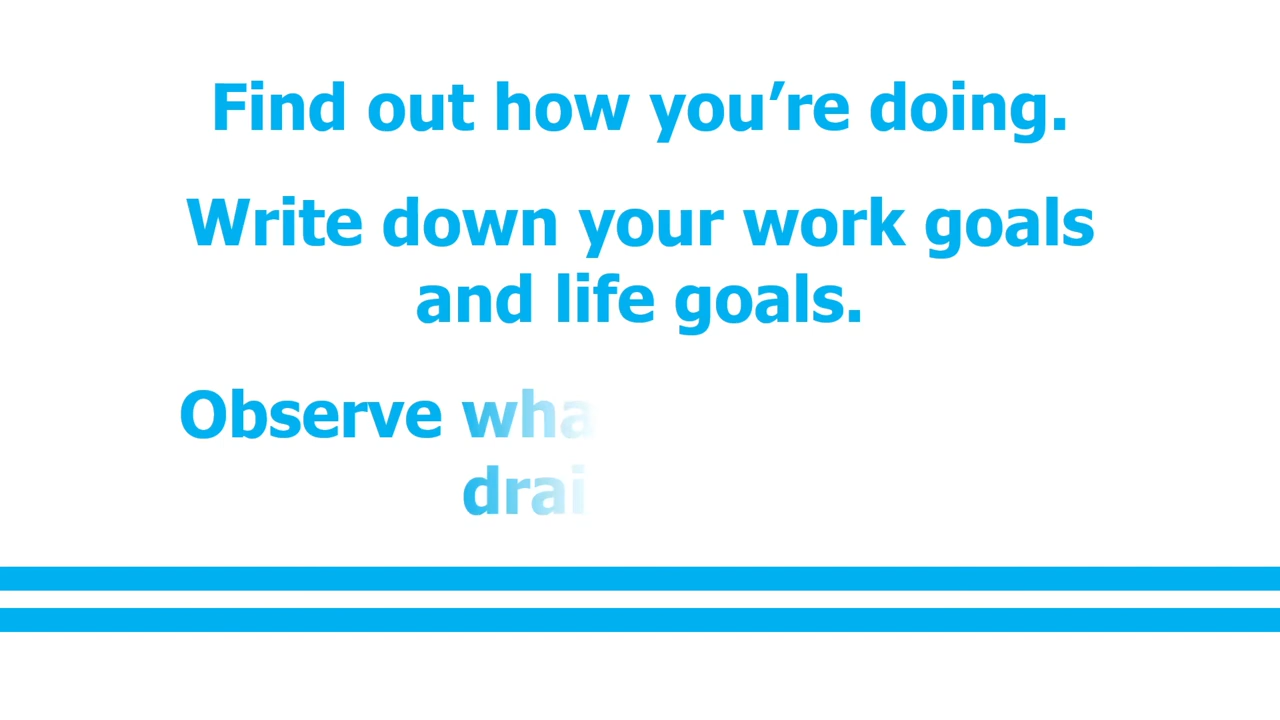 Find out how you’re doing.
Write down your work goals
and life goals.
Observe